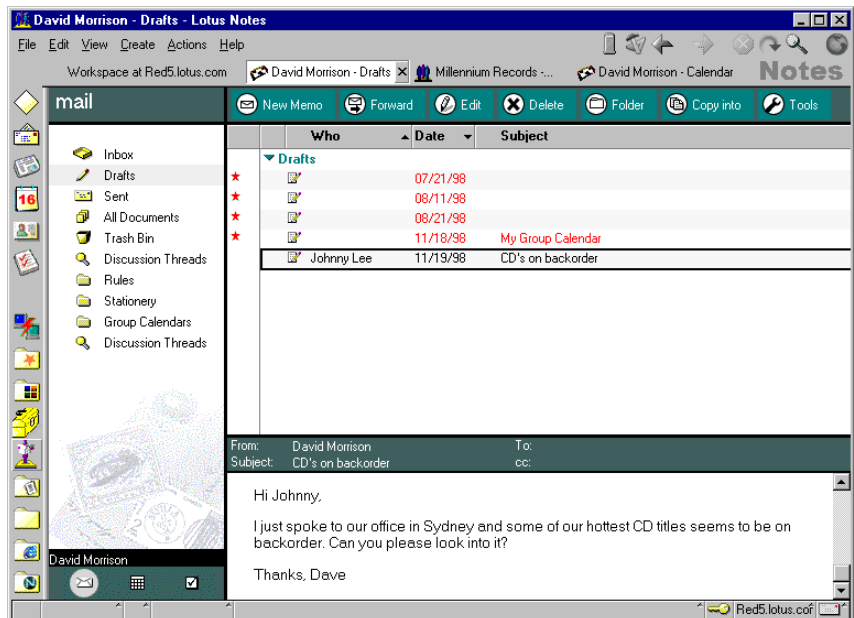 David Morrison - Drafts - Lotus Notes
File Edit View Create Actions Help
Workspace at Red5.lotus.com David Morrison - Drafts Millennium Records -... David Morrison - Calendar Notes
mail New Memo Forward Edit Delete Folder Copy into Tools
Who Date Subject
Inbox
Drafts
Sent
All Documents
Trash Bin
Discussion Threads
Rules
Stationery
Group Calendars
Discussion Threads
Drafts
07/21/98
08/11/98
08/21/98
11/18/98 My Group Calendar
Johnny Lee 11/19/98 CD's on backorder
16
From: David Morrison To:
Subject: CD's on backorder cc:
Hi Johnny,
I just spoke to our office in Sydney and some of our hottest CD titles seems to be on
backorder. Can you please look into it?
Thanks, Dave
David Morrison
Red5.lotus.cor